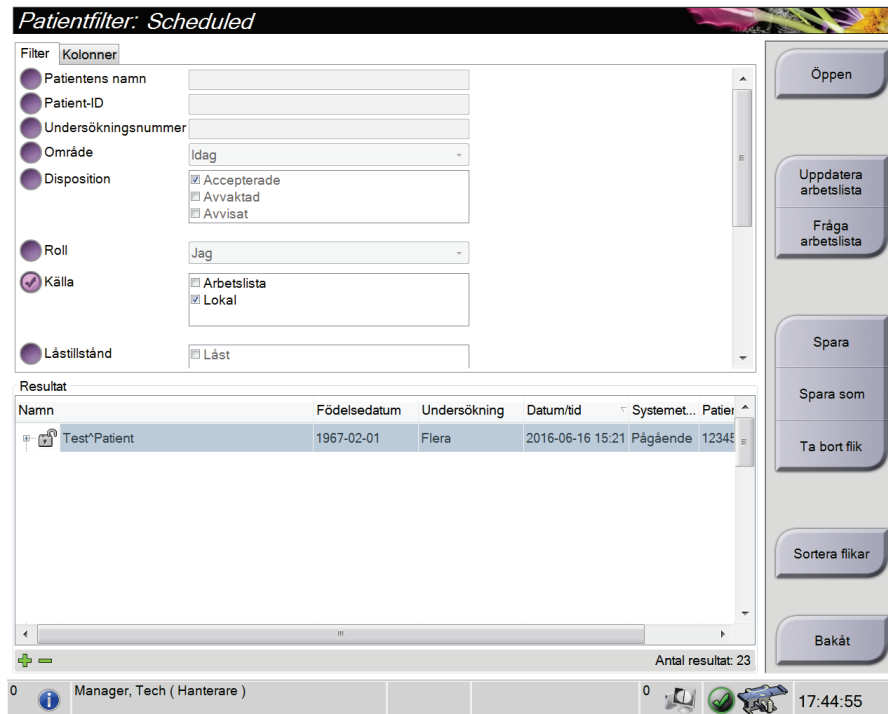 Patientfilter: Scheduled
Filter Kolonner
Patientens namn
Patient-ID
Undersökningsnummer
Område Idag
Disposition Accepterade
Avvaktad
Avvisat
Roll Jag
Källa Arbetslista
Lokal
Låstillstånd Låst
Resultat
Namn Födelsedatum Undersökning Datum/tid Systemet... Patien
Test^Patient 1967-02-01 Flera 2016-06-16 15:21 Pågående 12345
Antal resultat: 23
Öppen
Uppdatera
arbetslista
Fråga
arbetslista
Spara
Spara som
Ta bort flik
Sortera flikar
Bakåt
0 Manager, Tech ( Hanterare ) 0 17:44:55